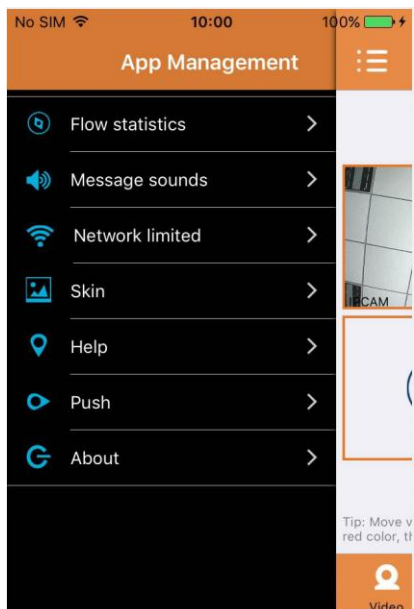 No SIM 10:00 100%
App Management
Flow statistics
Message sounds
Network limited
Skin
Help
Push
About
IPCAM
Tip: Move v
red color, th
Video